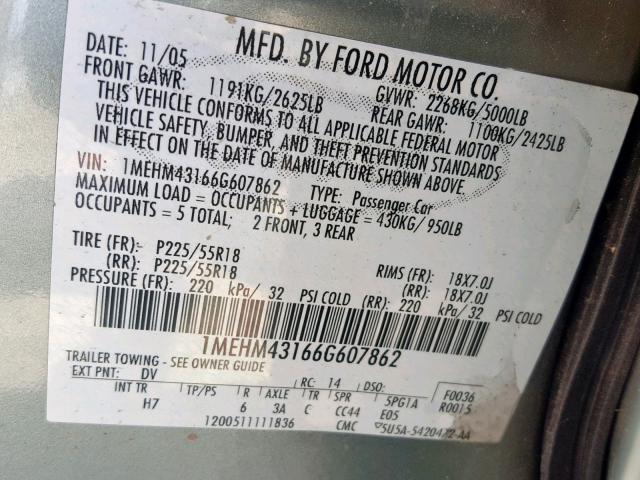 MFD. BY FORD MOTOR CO.
DATE: 11/05 GVWR: 2268KG/5000LB
FRONT GAWR: 1191KG/2625LB REAR GAWR: 1100KG/2425LB
THIS VEHICLE CONFORMS TO ALL APPLICABLE FEDERAL MOTOR
VEHICLE SAFETY, BUMPER, AND THEFT PREVENTION STANDARDS
IN EFFECT ON THE DATE OF MANUFACTURE SHOWN ABOVE.
VIN: 1MEHM43166G607862 TYPE: Passenger Car
MAXIMUM LOAD = OCCUPANTS + LUGGAGE = 430KG/ 950LB
OCCUPANTS = 5 TOTAL; 2 FRONT, 3 REAR
TIRE (FR): P225/55R18 RIMS (FR): 18X7.0J
(RR): P225/55R18 (RR): 18X7.0J
PRESSURE (FR): 220 kPa/ 32 PSI COLD (RR): 220 kPa/ 32 PSI COLD
1MEHM43166G607862
TRAILER TOWING - SEE OWNER GUIDE
EXT PNT: DV RC: 14 DSO: F0036
INT TR TP/PS R AXLE TR SPR 5PG1A R0015
H7 6 3A C CC44 E05
1200511111836 CMC ▽5U5A-5420472-AA